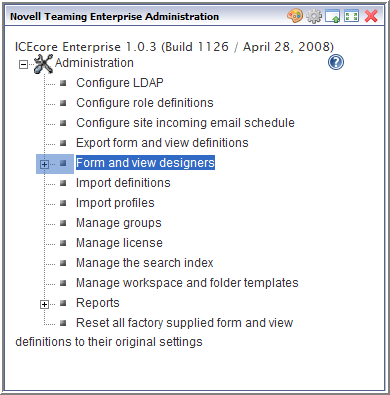 Novell Teaming Enterprise Administration
ICEcore Enterprise 1.0.3 (Build 1126 / April 28, 2008)
Administration
Configure LDAP
Configure role definitions
Configure site incoming email schedule
Export form and view definitions
Form and view designers
Import definitions
Import profiles
Manage groups
Manage license
Manage the search index
Manage workspace and folder templates
Reports
Reset all factory supplied form and view
definitions to their original settings